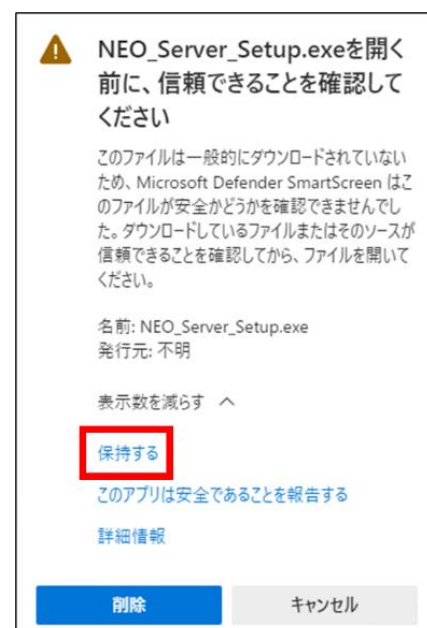 NEO_Server_Setup.exeを開く
前に、信頼できることを確認して
ください
このファイルは一般的にダウンロードされていない
ため、Microsoft Defender SmartScreen はこ
のファイルが安全かどうかを確認できませんでし
た。ダウンロードしているファイルまたはそのソースが
信頼できることを確認してから、ファイルを開いて
ください。
名前: NEO_Server_Setup.exe
発行元: 不明
表示数を減らす
保持する
このアプリは安全であることを報告する
詳細情報
削除
キャンセル